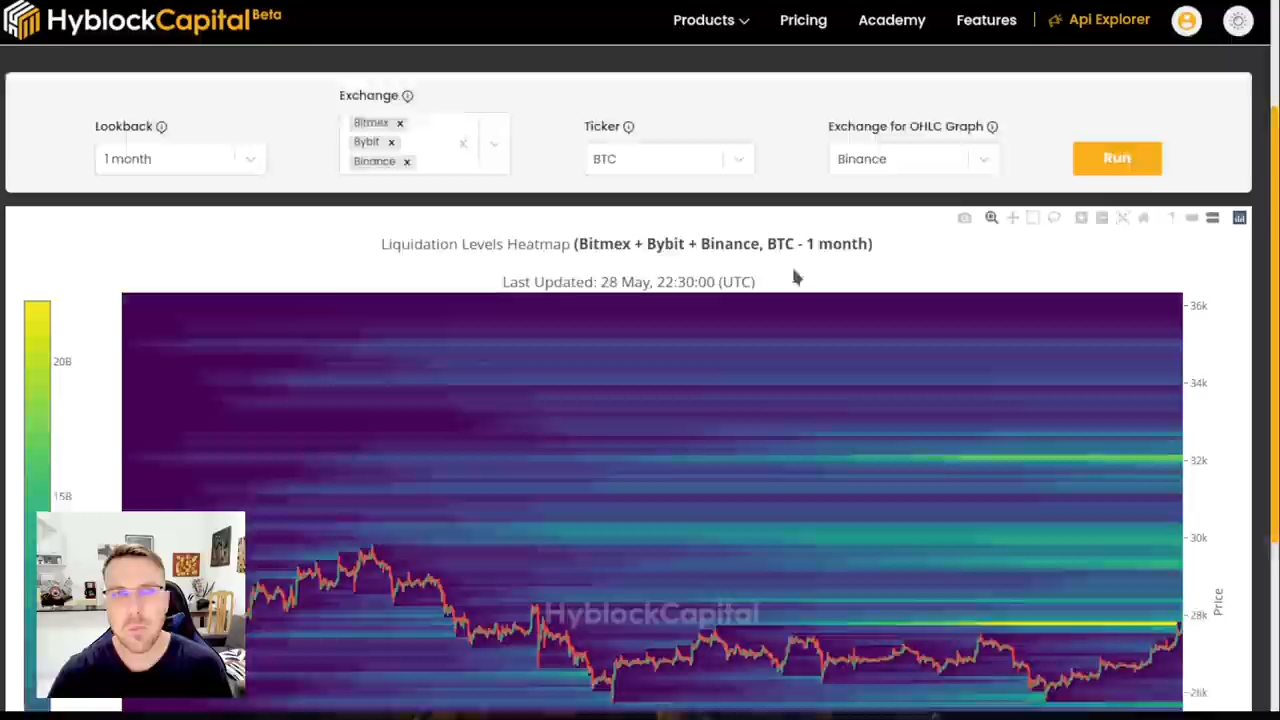 HyblockCapital Beta
Products Pricing Academy Features Api Explorer
Exchange
Lookback
Bitmex x
Bybit x
Binance x
1 month
Ticker
BTC
Exchange for OHLC Graph
Binance
Run
Liquidation Levels Heatmap (Bitmex + Bybit + Binance, BTC - 1 month)
Last Updated: 28 May, 22:30:00 (UTC)
20B
15B
36k
34k
32k
30k
28k
26k
Price
HyblockCapital